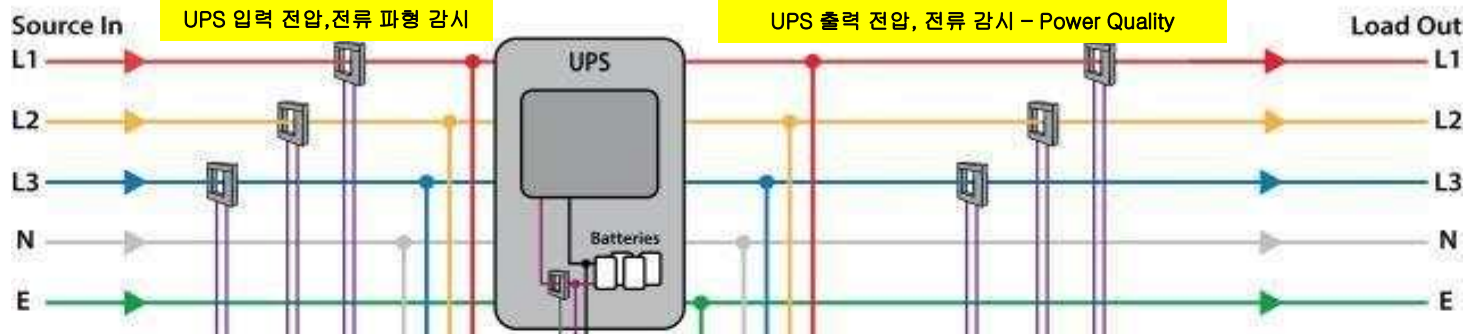 UPS 입력 전압,전류 파형 감시
UPS 출력 전압, 전류 감시 – Power Quality
Source In
Load Out
L1
UPS
L1
L2
L2
L3
L3
N
Batteries
N
E
E